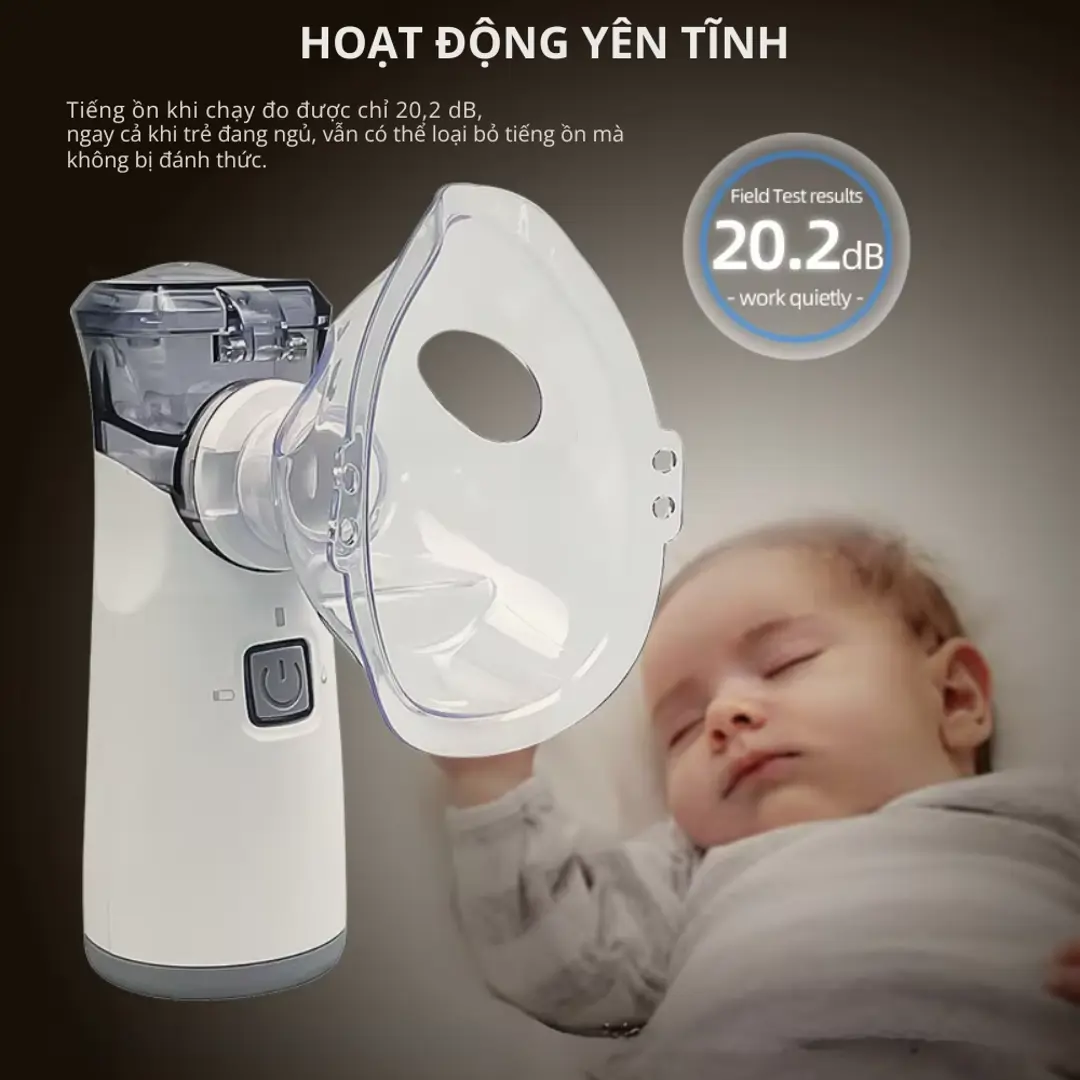 HOẠT ĐỘNG YÊN TĨNH
Tiếng ồn khi chạy đo được chỉ 20,2 dB,
ngay cả khi trẻ đang ngủ, vẫn có thể loại bỏ tiếng ồn mà
không bị đánh thức.
Field Test results
20.2dB
- work quietly -